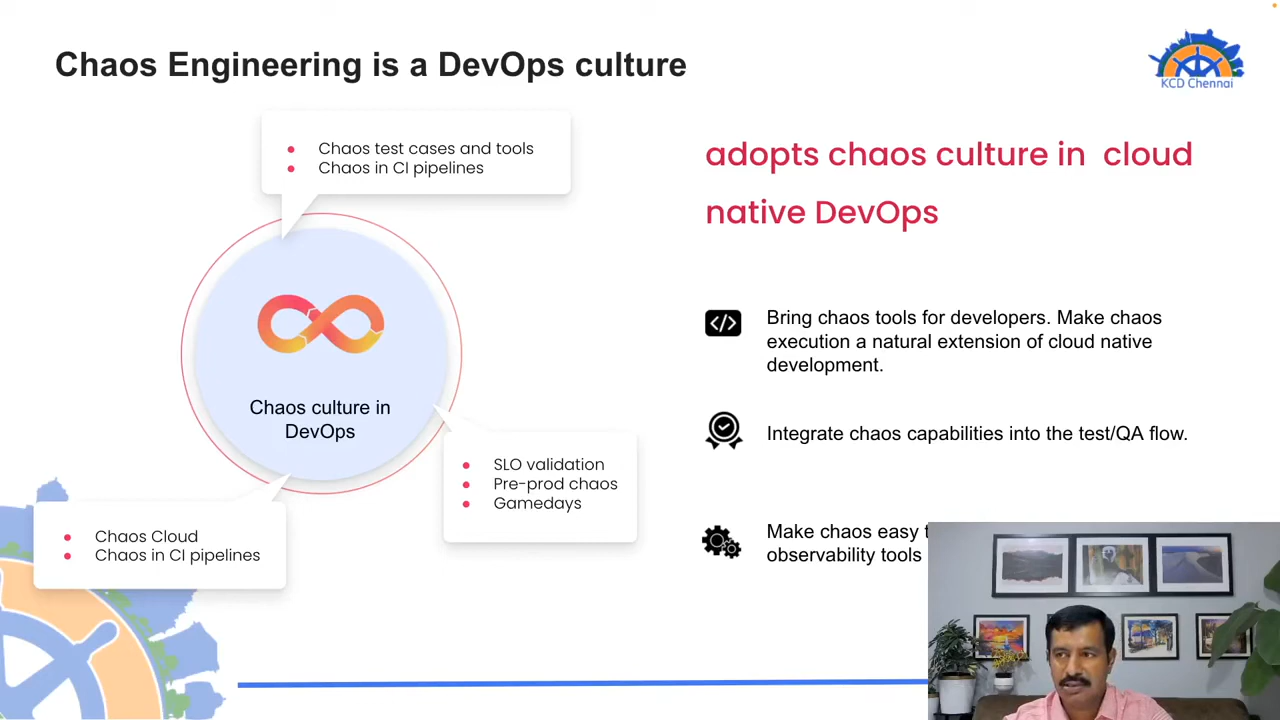 Chaos Engineering is a DevOps culture
KCD Chennai
Chaos test cases and tools
Chaos in CI pipelines
Chaos culture in
DevOps
SLO validation
Pre-prod chaos
Gamedays
Chaos Cloud
Chaos in CI pipelines
adopts chaos culture in cloud
native DevOps
Bring chaos tools for developers. Make chaos
execution a natural extension of cloud native
development.
Integrate chaos capabilities into the test/QA flow.
Make chaos easy
observability tools